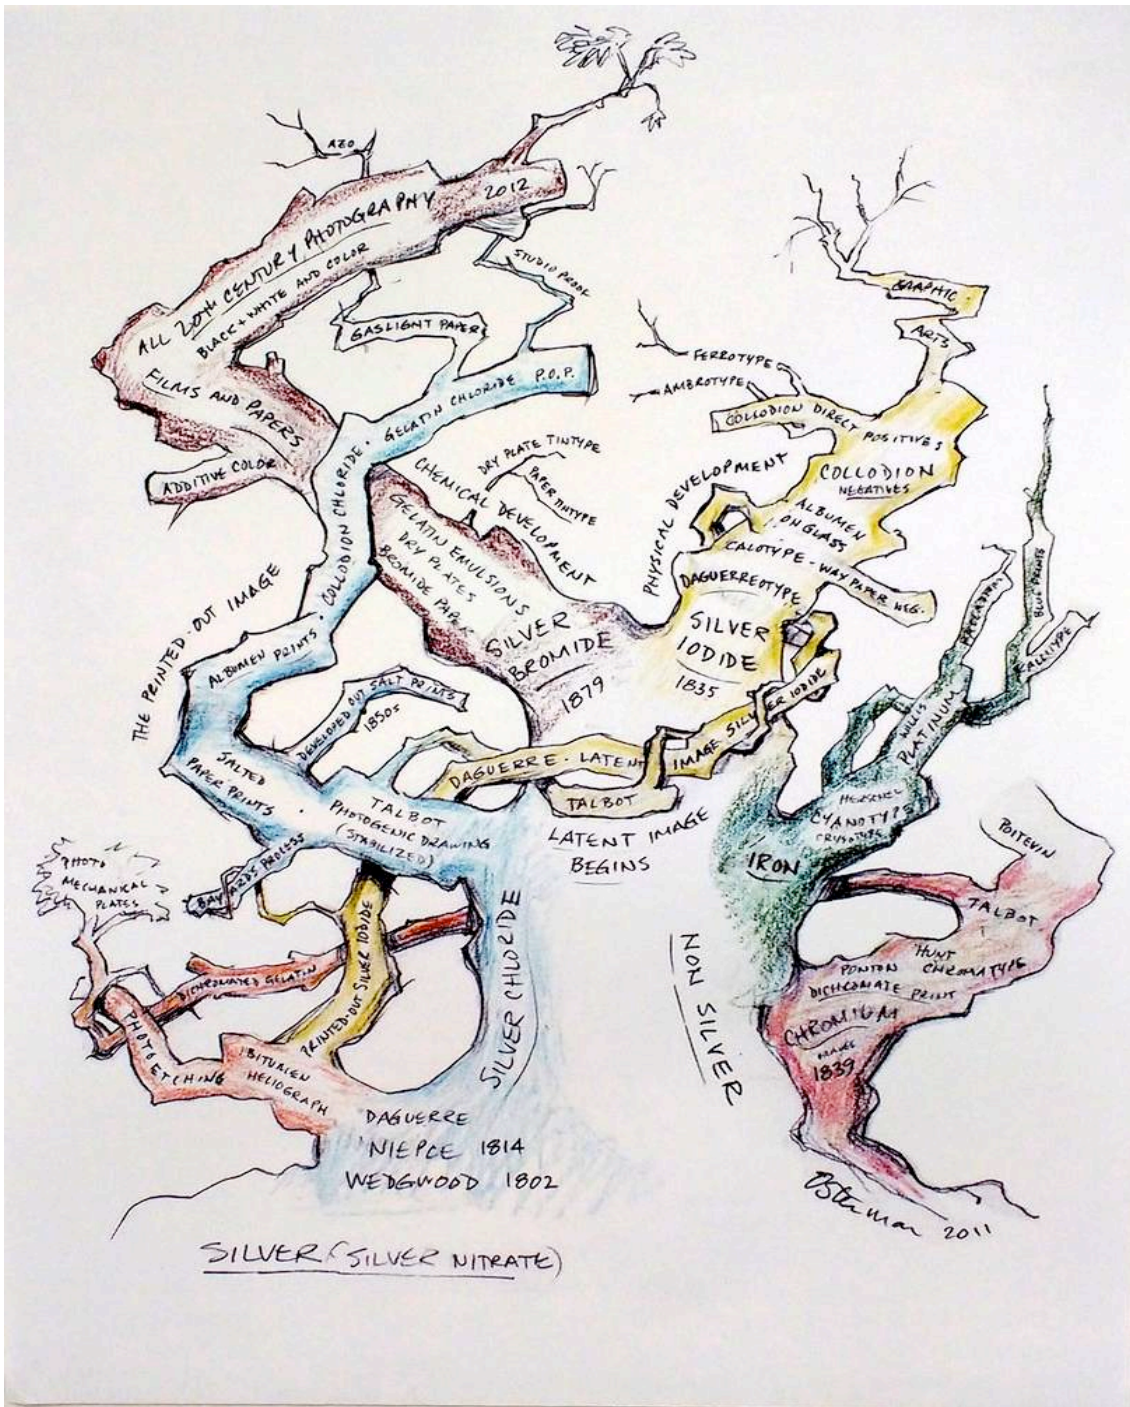 AZO
2012
ALL 20TH CENTURY PHOTOGRAPHY
BLACK + WHITE AND COLOR
FILMS AND PAPERS
ADDITIVE COLOR
STUDIO PROOF
GASLIGHT PAPER
GELATIN CHLORIDE P.O.P.
COLLODION CHLORIDE .
ALBUMEN PRINTS .
THE PRINTED-OUT IMAGE
CHEMICAL DEVELOPMENT
DRY PLATE TINTYPE
PAPER TINTYPE
GELATIN EMULSIONS
DRY PLATES
BROMIDE PAPER
SILVER
BROMIDE
1879
GRAPHIC
ARTS
FERROTYPE
AMBROTYPE
COLLODION DIRECT POSITIVES
COLLODION
NEGATIVES
ALBUMEN
ON GLASS
CALOTYPE - WAX PAPER NEG.
PHYSICAL DEVELOPMENT
DAGUERREOTYPE
SILVER
IODIDE
1835
DEVELOPED OUT SALT PRINTS
1850S
SALTED
PAPER PRINTS .
TALBOT
PHOTOGENIC DRAWING
(STABILIZED)
DAGUERRE . LATENT IMAGE SILVER IODIDE
TALBOT
LATENT IMAGE
BEGINS
BAYARDS PROCESS
PHOTO
MECHANICAL
PLATES
DICHROMATED GELATIN
PRINTED-OUT SILVER IODIDE
PHOTOETCHING
BITUMEN
HELIOGRAPH
SILVER CHLORIDE
DAGUERRE
NIEPCE 1814
WEDGWOOD 1802
SILVER (SILVER NITRATE)
BLUE PRINTS
KALLITYPE
WILLIS
PLATINUM
HERSCHEL
CYANOTYPE
CRYSOTYPE
IRON
NON SILVER
POITEVIN
TALBOT
HUNT
CHROMATYPE
PONTON
DICHROMATE PRINT
CHROMIUM
1839
Osterman 2011